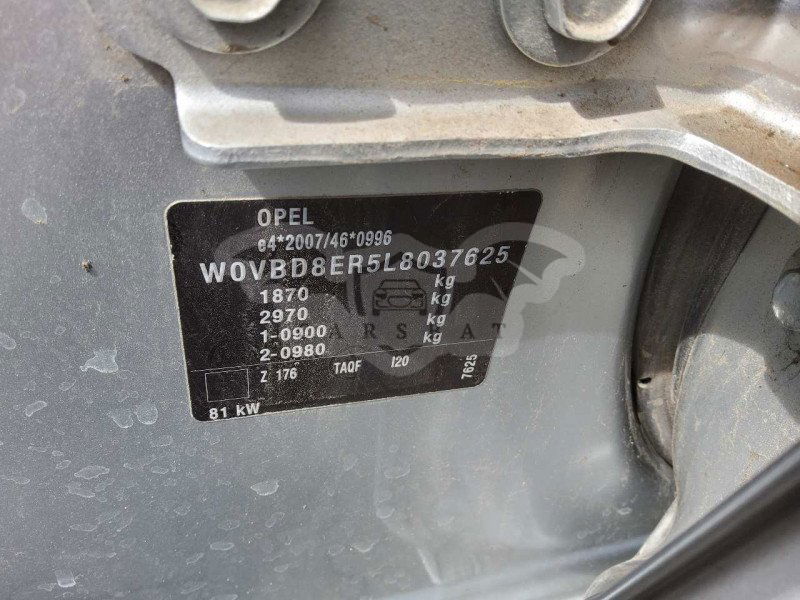 OPEL
e4*2007/46*0996
W0VBD8ER5L8037625
1870 kg
2970 kg
1-0900 kg
2-0980
Z 176 TAQF I20
7625
81 kW